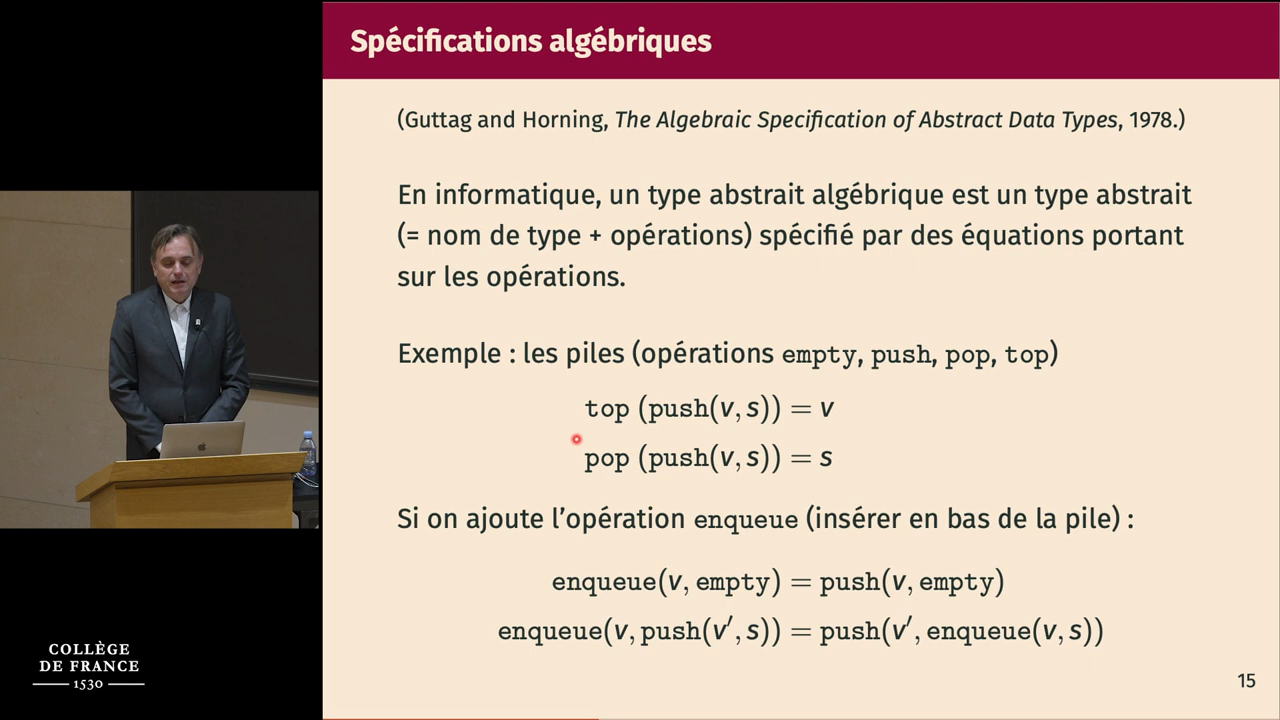 Spécifications algébriques
(Guttag and Horning, The Algebraic Specification of Abstract Data Types, 1978.)
En informatique, un type abstrait algébrique est un type abstrait
(= nom de type + opérations) spécifié par des équations portant
sur les opérations.
Exemple : les piles (opérations empty, push, pop, top)
top (push(v, s)) = v
pop (push(v, s)) = s
Si on ajoute l’opération enqueue (insérer en bas de la pile) :
enqueue(v, empty) = push(v, empty)
enqueue(v, push(v′, s)) = push(v′, enqueue(v, s))
15
COLLÈGE
DE FRANCE
1530